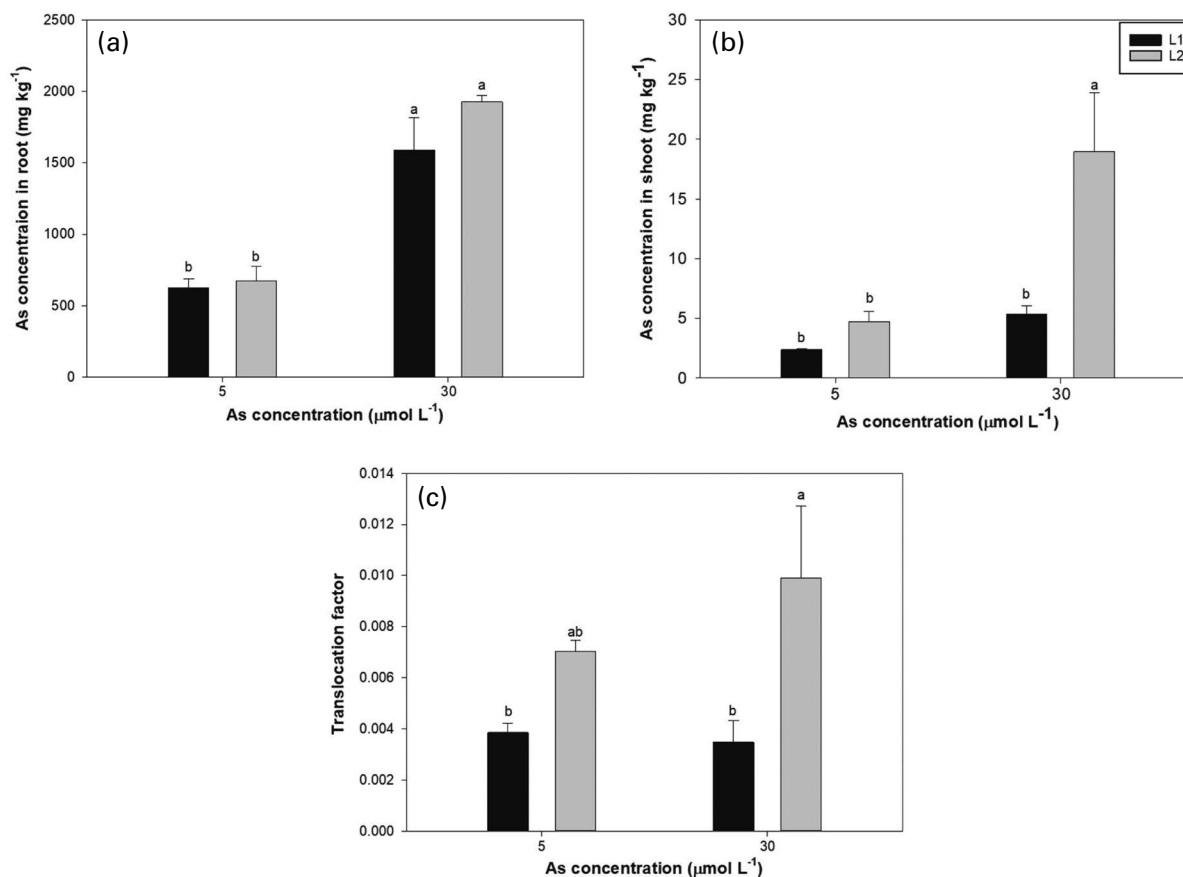 (a)
As concentraion in root (mg kg⁻¹)
2500
2000
1500
1000
500
0
b
b
a
a
5
30
As concentration (μmol L⁻¹)
(b)
L1
L2
As concentraion in shoot (mg kg⁻¹)
30
25
20
15
10
5
0
b
b
b
a
5
30
As concentration (μmol L⁻¹)
(c)
Translocation factor
0.014
0.012
0.010
0.008
0.006
0.004
0.002
0.000
b
ab
b
a
5
30
As concentration (μmol L⁻¹)